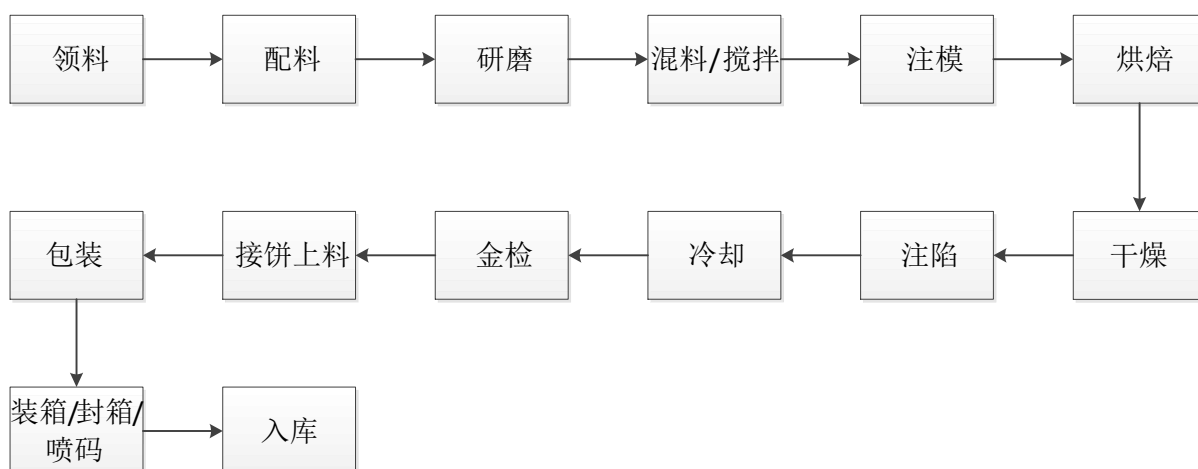 领料
配料
研磨
混料/搅拌
注模
烘焙
干燥
注陷
冷却
金检
接饼上料
包装
装箱/封箱/
喷码
入库